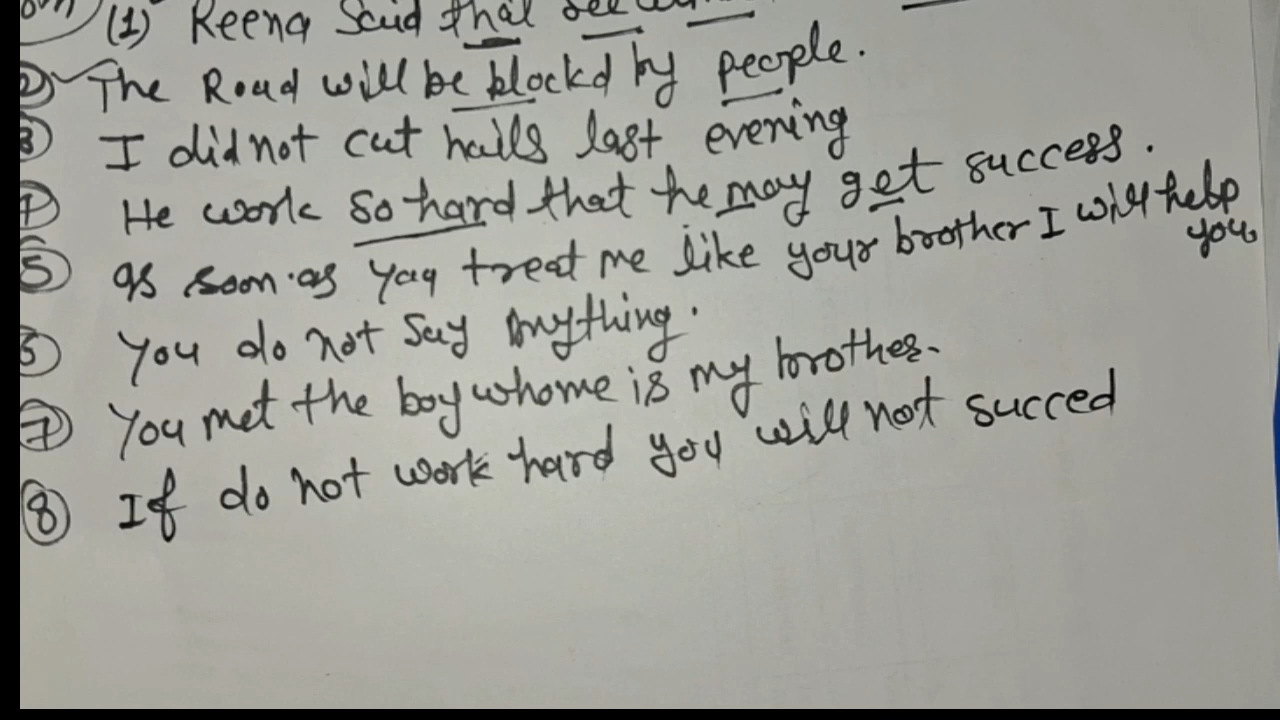 (1) Reena Said that see
② The Road will be blockd by people.
3 I did not cut hails last evening
He work so hard that he may get success.
⑤ as soon as you treat me like your brother I will help
you
You do not say Anything.
⑦ You met the boy whome is my brother.
⑧ If do not work hard you will not succed